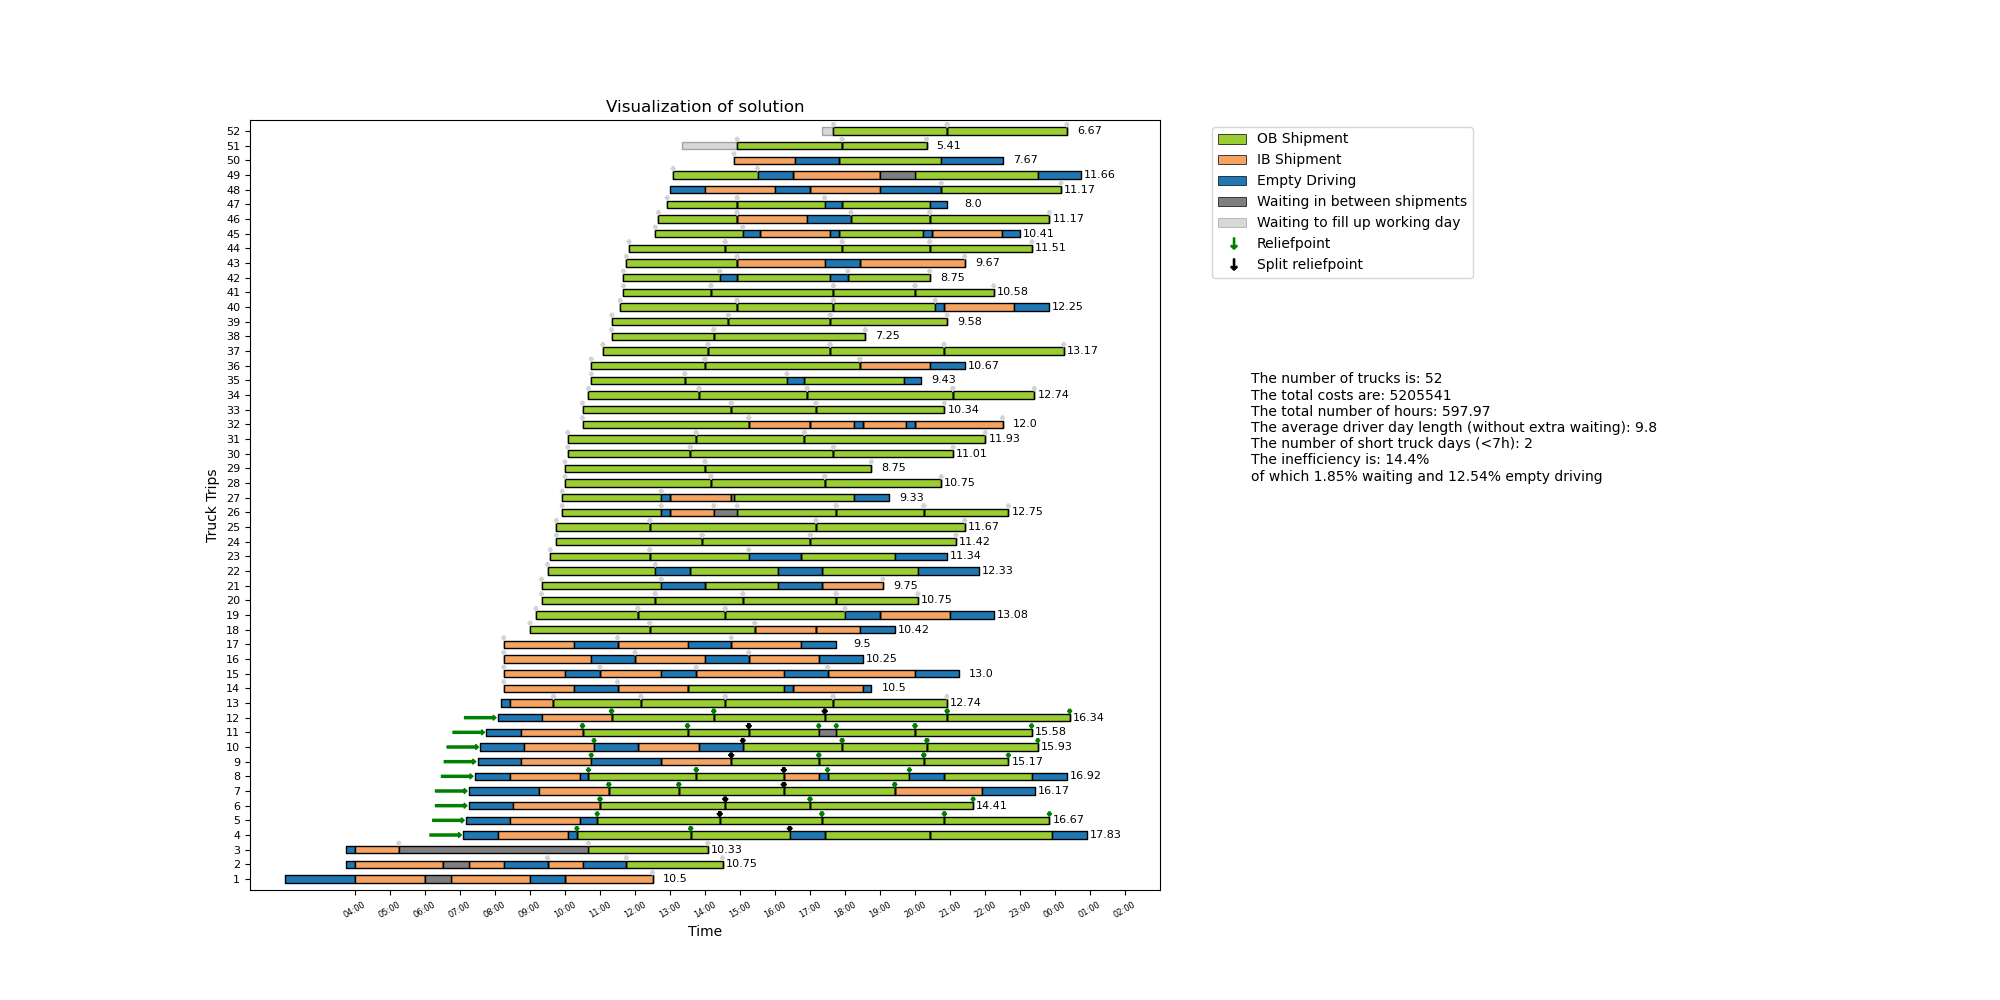 Visualization of solution
52 6.67
51 5.41
50 7.67
49 11.66
48 11.17
47 8.0
46 11.17
45 10.41
44 11.51
43 9.67
42 8.75
41 10.58
40 12.25
39 9.58
38 7.25
37 13.17
36 10.67
35 9.43
34 12.74
33 10.34
32 12.0
31 11.93
30 11.01
29 8.75
28 10.75
27 9.33
26 12.75
25 11.67
24 11.42
23 11.34
22 12.33
21 9.75
20 10.75
19 13.08
18 10.42
17 9.5
16 10.25
15 13.0
14 10.5
13 12.74
12 16.34
11 15.58
10 15.93
9 15.17
8 16.92
7 16.17
6 14.41
5 16.67
4 17.83
3 10.33
2 10.75
1 10.5
Truck Trips
04:00 05:00 06:00 07:00 08:00 09:00 10:00 11:00 12:00 13:00 14:00 15:00 16:00 17:00 18:00 19:00 20:00 21:00 22:00 23:00 00:00 01:00 02:00
Time
OB Shipment
IB Shipment
Empty Driving
Waiting in between shipments
Waiting to fill up working day
Reliefpoint
Split reliefpoint
The number of trucks is: 52
The total costs are: 5205541
The total number of hours: 597.97
The average driver day length (without extra waiting): 9.8
The number of short truck days (<7h): 2
The inefficiency is: 14.4%
of which 1.85% waiting and 12.54% empty driving